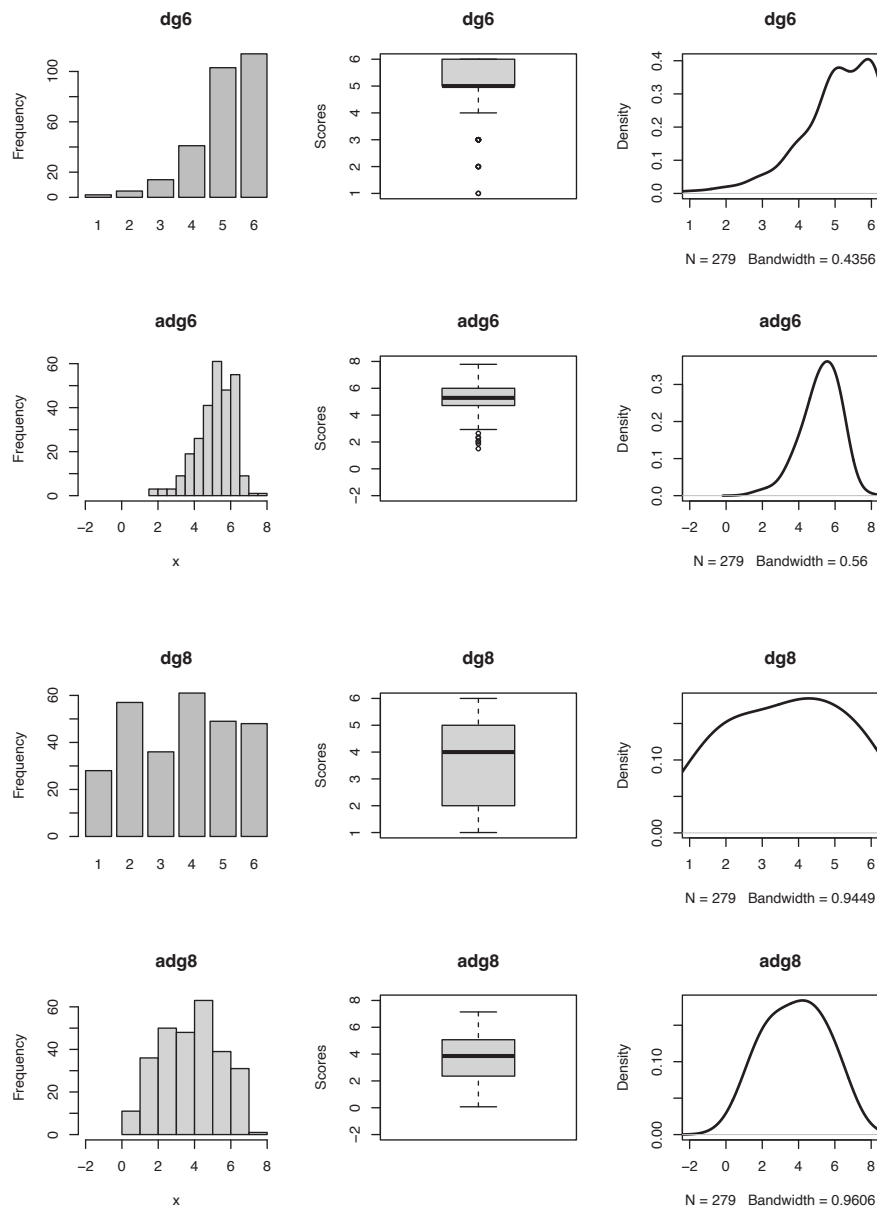 dg6 dg6 dg6
Frequency
0 20 60 100
1 2 3 4 5 6
Scores
1 2 3 4 5 6
Density
0.0 0.1 0.2 0.3 0.4
1 2 3 4 5 6
N = 279 Bandwidth = 0.4356
adg6 adg6 adg6
Frequency
0 20 40 60
−2 0 2 4 6 8
x
Scores
−2 0 2 4 6 8
Density
0.0 0.1 0.2 0.3
−2 0 2 4 6 8
N = 279 Bandwidth = 0.56
dg8 dg8 dg8
Frequency
0 20 40 60
1 2 3 4 5 6
Scores
1 2 3 4 5 6
Density
0.00 0.10
1 2 3 4 5 6
N = 279 Bandwidth = 0.9449
adg8 adg8 adg8
Frequency
0 20 40 60
−2 0 2 4 6 8
x
Scores
−2 0 2 4 6 8
Density
0.00 0.10
−2 0 2 4 6 8
N = 279 Bandwidth = 0.9606